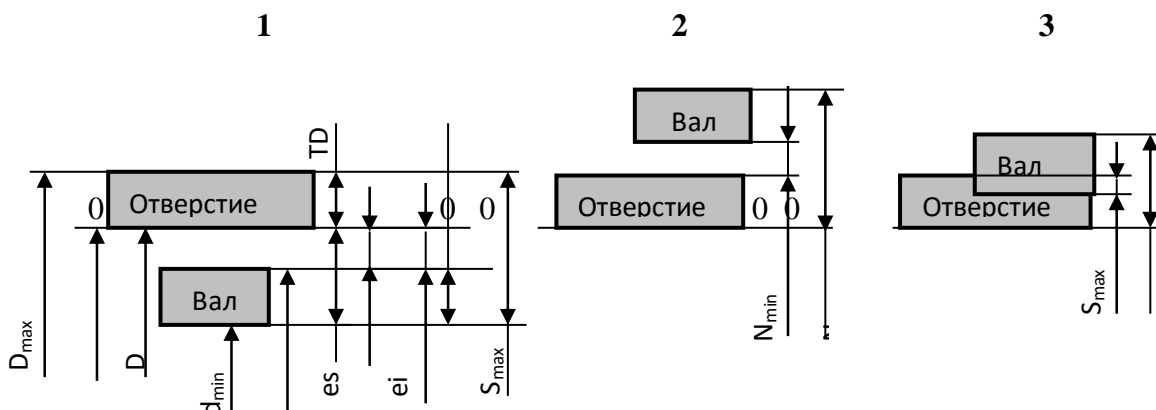 1 2 3
TD
Вал
Вал
Отверстие
Отверстие
Отверстие
0 0 0 0 0
Вал
Dmax
D
dmin
es
ei
Smax
Nmin
Smax